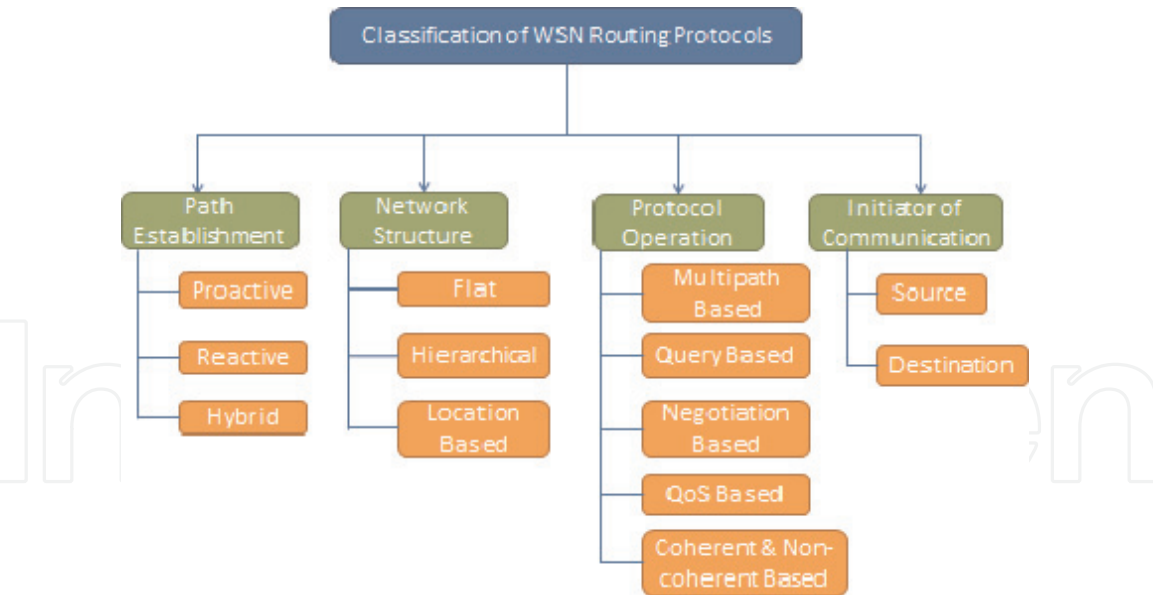 Classification of WSN Routing Protocols
Path
Establishment
Proactive
Reactive
Hybrid
Network
Structure
Flat
Hierarchical
Location
Based
Protocol
Operation
Multipath
Based
Query Based
Negotiation
Based
QoS Based
Coherent & Non-
coherent Based
Initiator of
Communication
Source
Destination